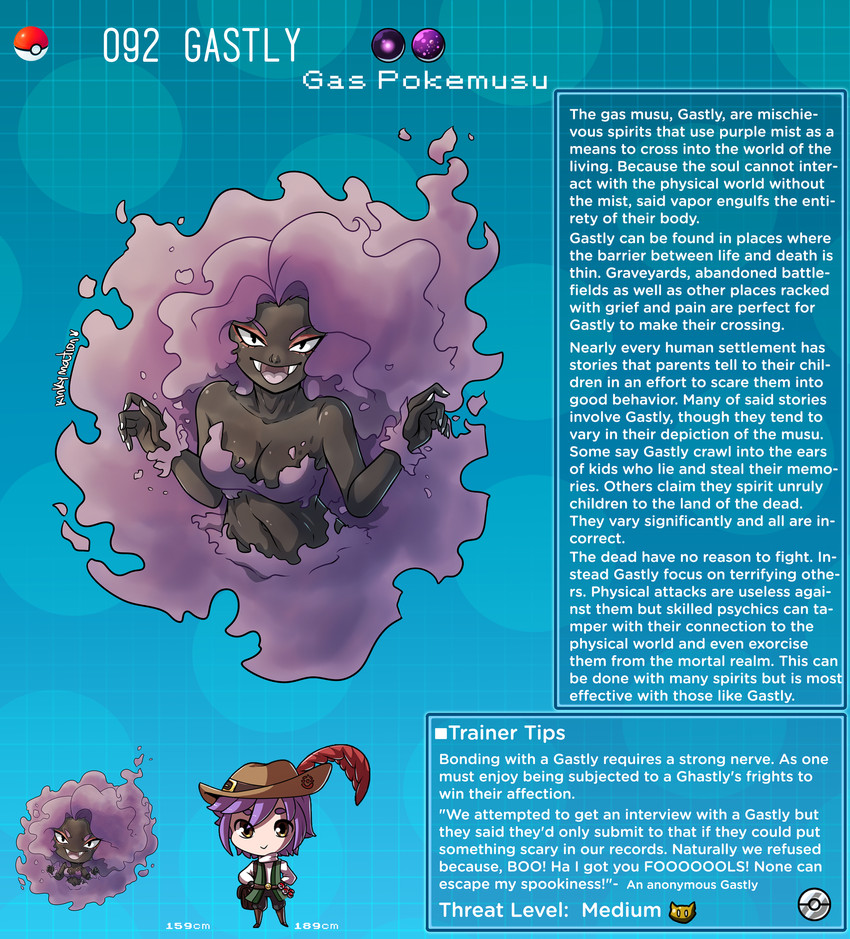 092 GASTLY
Gas Pokemusu
The gas musu, Gastly, are mischie-
vous spirits that use purple mist as a
means to cross into the world of the
living. Because the soul cannot inter-
act with the physical world without
the mist, said vapor engulfs the enti-
rety of their body.
Gastly can be found in places where
the barrier between life and death is
thin. Graveyards, abandoned battle-
fields as well as other places racked
with grief and pain are perfect for
Gastly to make their crossing.
Nearly every human settlement has
stories that parents tell to their chil-
dren in an effort to scare them into
good behavior. Many of said stories
involve Gastly, though they tend to
vary in their depiction of the musu.
Some say Gastly crawl into the ears
of kids who lie and steal their memo-
ries. Others claim they spirit unruly
children to the land of the dead.
They vary significantly and all are in-
correct.
The dead have no reason to fight. In-
stead Gastly focus on terrifying othe-
rs. Physical attacks are useless agai-
nst them but skilled psychics can ta-
mper with their connection to the
physical world and even exorcise
them from the mortal realm. This can
be done with many spirits but is most
effective with those like Gastly.
kinkymation
Trainer Tips
Bonding with a Gastly requires a strong nerve. As one
must enjoy being subjected to a Ghastly's frights to
win their affection.
"We attempted to get an interview with a Gastly but
they said they'd only submit to that if they could put
something scary in our records. Naturally we refused
because, BOO! Ha I got you FOOOOOOLS! None can
escape my spookiness!"- An anonymous Gastly
Threat Level: Medium
159cm
189cm